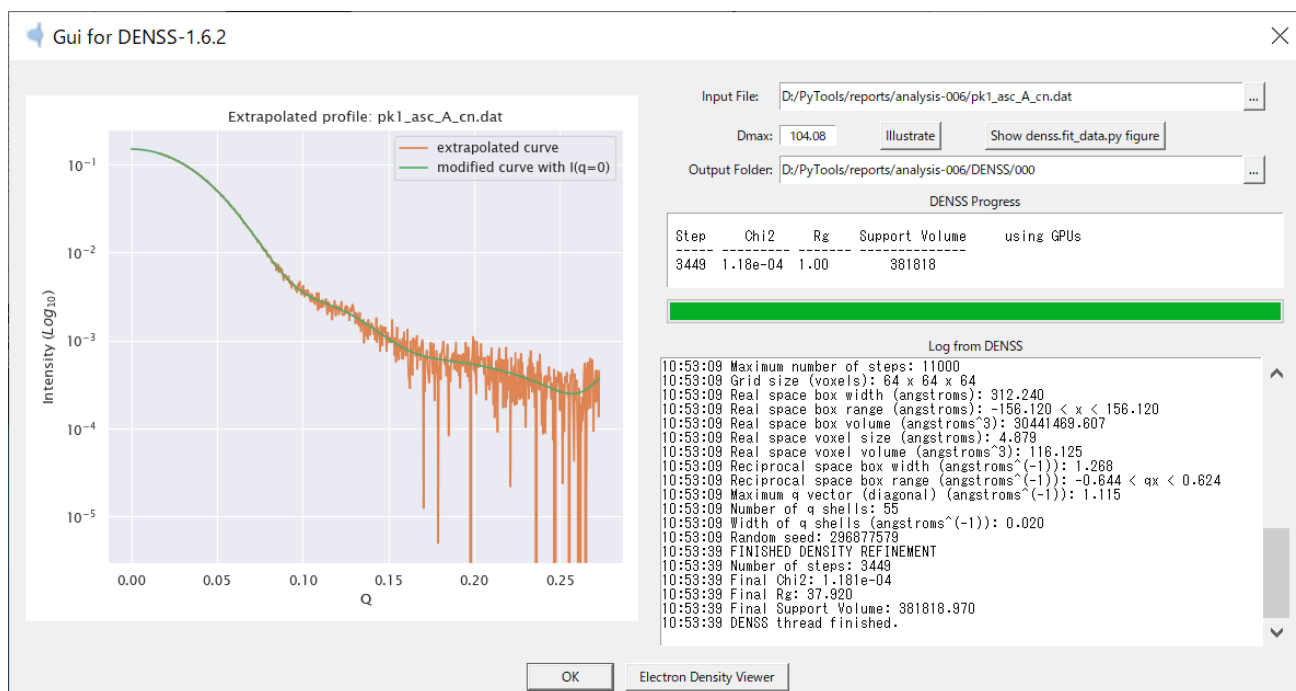 Gui for DENSS-1.6.2
Extrapolated profile: pk1_asc_A_cn.dat
extrapolated curve
modified curve with I(q=0)
Intensity (Log10)
10⁻¹
10⁻²
10⁻³
10⁻⁴
10⁻⁵
0.00 0.05 0.10 0.15 0.20 0.25
Q
Input File: D:/PyTools/reports/analysis-006/pk1_asc_A_cn.dat ...
Dmax: 104.08 Illustrate Show denss.fit_data.py figure
Output Folder: D:/PyTools/reports/analysis-006/DENSS/000 ...
DENSS Progress
Step Chi2 Rg Support Volume using GPUs
----- --------- ------- --------------
3449 1.18e-04 1.00 381818
Log from DENSS
10:53:09 Maximum number of steps: 11000
10:53:09 Grid size (voxels): 64 x 64 x 64
10:53:09 Real space box width (angstroms): 312.240
10:53:09 Real space box range (angstroms): -156.120 < x < 156.120
10:53:09 Real space box volume (angstroms^3): 30441469.607
10:53:09 Real space voxel size (angstroms): 4.879
10:53:09 Real space voxel volume (angstroms^3): 116.125
10:53:09 Reciprocal space box width (angstroms^(-1)): 1.268
10:53:09 Reciprocal space box range (angstroms^(-1)): -0.644 < qx < 0.624
10:53:09 Maximum q vector (diagonal) (angstroms^(-1)): 1.115
10:53:09 Number of q shells: 55
10:53:09 Width of q shells (angstroms^(-1)): 0.020
10:53:09 Random seed: 296877579
10:53:39 FINISHED DENSITY REFINEMENT
10:53:39 Number of steps: 3449
10:53:39 Final Chi2: 1.181e-04
10:53:39 Final Rg: 37.920
10:53:39 Final Support Volume: 381818.970
10:53:39 DENSS thread finished.
OK Electron Density Viewer